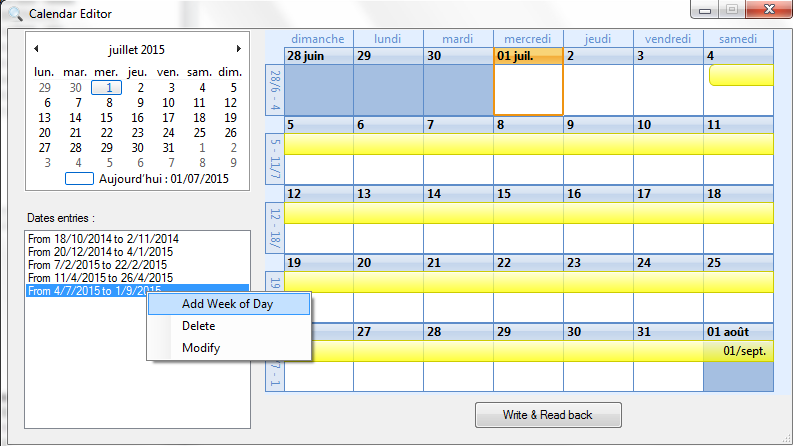 Calendar Editor
juillet 2015
lun. mar. mer. jeu. ven. sam. dim.
29 30 1 2 3 4 5
6 7 8 9 10 11 12
13 14 15 16 17 18 19
20 21 22 23 24 25 26
27 28 29 30 31 1 2
3 4 5 6 7 8 9
Aujourd'hui : 01/07/2015
Dates entries :
From 18/10/2014 to 2/11/2014
From 20/12/2014 to 4/1/2015
From 7/2/2015 to 22/2/2015
From 11/4/2015 to 26/4/2015
From 4/7/2015 to 1/9/2015
Add Week of Day
Delete
Modify
dimanche lundi mardi mercredi jeudi vendredi samedi
28 juin 29 30 01 juil. 2 3 4
28/6 - 4
5 6 7 8 9 10 11
5 - 11/7
12 13 14 15 16 17 18
12 - 18/
19 20 21 22 23 24 25
19
27 28 29 30 31 01 août
01/sept.
7 - 1
Write & Read back